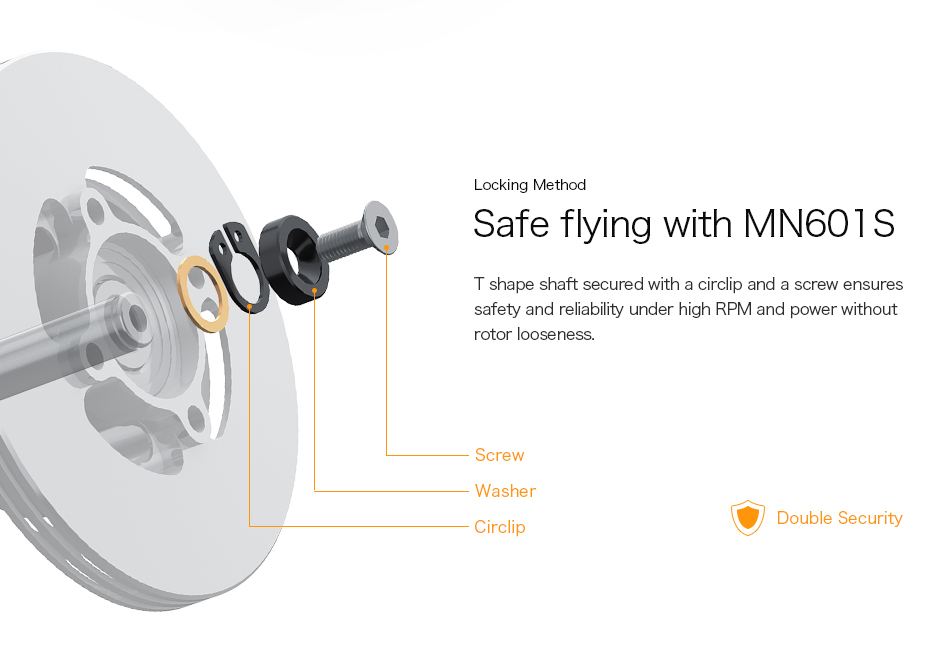 Locking Method
Safe flying with MN601S
T shape shaft secured with a circlip and a screw ensures
safety and reliability under high RPM and power without
rotor looseness.
Screw
Washer
Circlip
Double Security